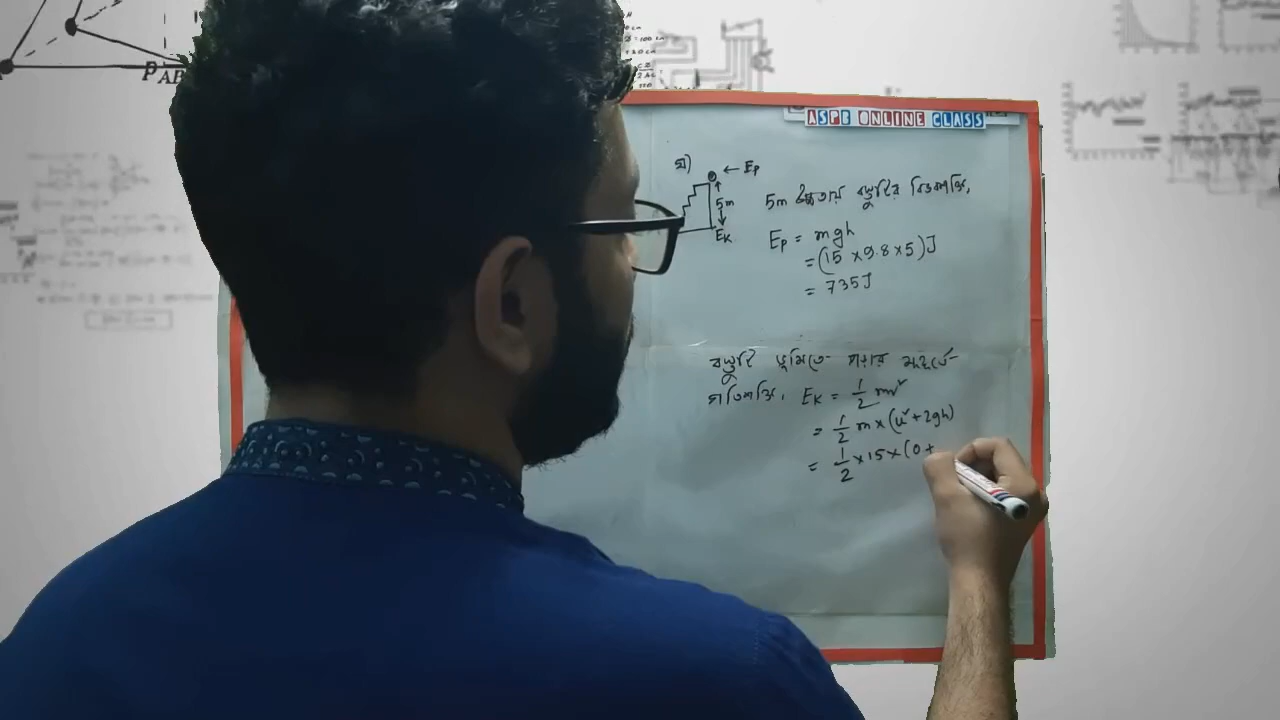 ASPB ONLINE CLASS
ঘ)
← Ep
5m
EK
5m উচ্চতায় বস্তুটির বিভবশক্তি,
Ep = mgh
= (15 ×9.8×5)J
= 735J
বস্তুটি ভূমিতে পড়ার মুহূর্তে
গতিশক্তি, EK = 1/2 mv²
= 1/2 m×(u²+2gh)
= 1/2 ×15×(0+
PAB